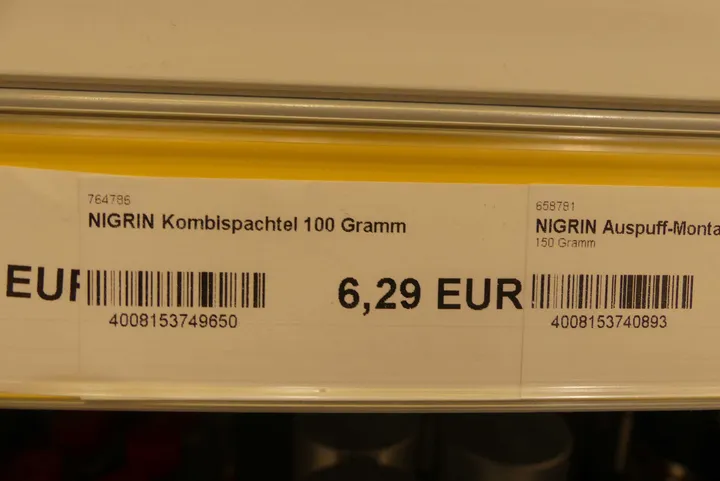 EUR
764786
NIGRIN Kombispachtel 100 Gramm
4008153749650
6,29 EUR
658781
NIGRIN Auspuff-Monta
150 Gramm
4008153740893